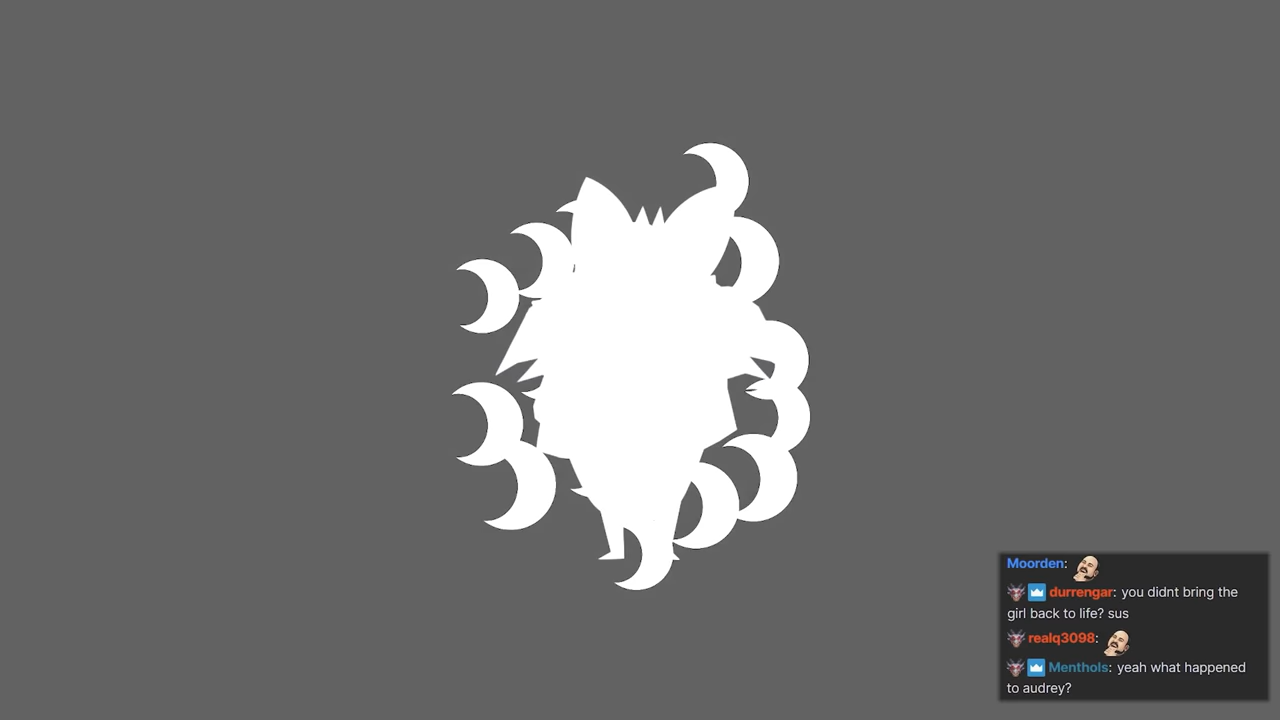 Moorden:
durrengar: you didnt bring the
girl back to life? sus
realq3098:
Menthols: yeah what happened
to audrey?